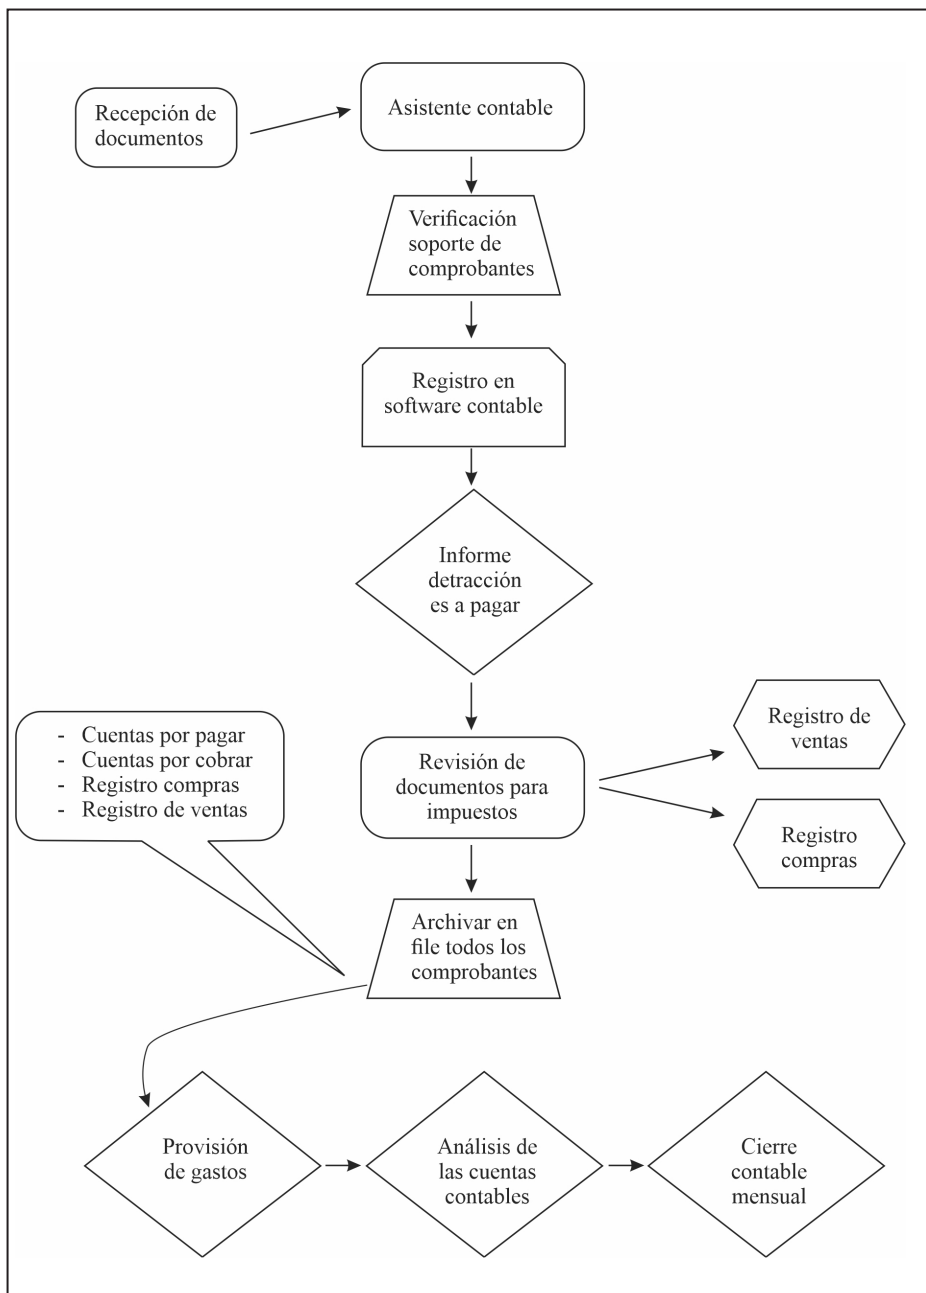 Recepción de
documentos
Asistente contable
Verificación
soporte de
comprobantes
Registro en
software contable
Informe
detracción
es a pagar
- Cuentas por pagar
- Cuentas por cobrar
- Registro compras
- Registro de ventas
Revisión de
documentos para
impuestos
Registro de
ventas
Registro
compras
Archivar en
file todos los
comprobantes
Provisión
de gastos
Análisis de
las cuentas
contables
Cierre
contable
mensual